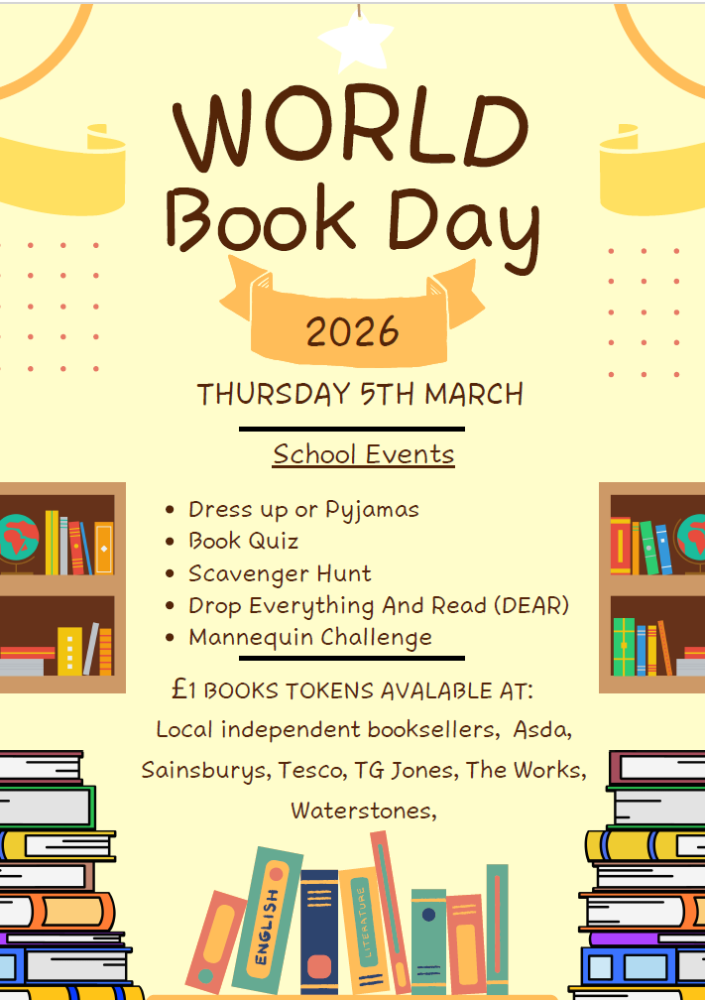 WORLD
Book Day
2026
THURSDAY 5TH MARCH
School Events
• Dress up or Pyjamas
• Book Quiz
• Scavenger Hunt
• Drop Everything And Read (DEAR)
• Mannequin Challenge
£1 BOOKS TOKENS AVALABLE AT:
Local independent booksellers, Asda,
Sainsburys, Tesco, TG Jones, The Works,
Waterstones,
ENGLISH
LITERATURE